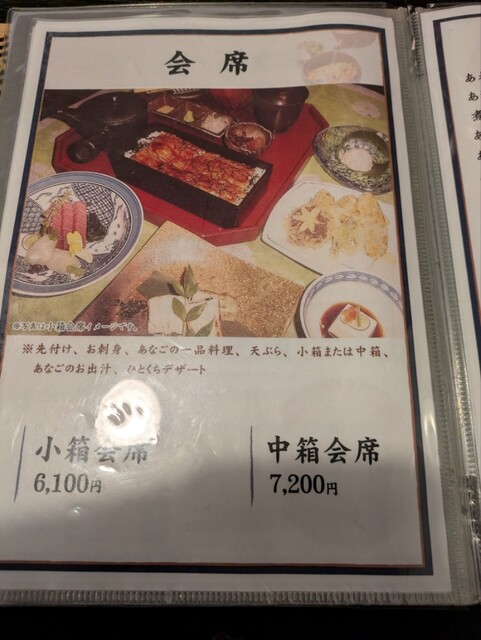 会席
※写真は小箱会席イメージです。
※先付け、お刺身、あなごの一品料理、天ぷら、小箱または中箱、
あなごのお出汁、ひとくちデザート
小箱会席
6,100円
中箱会席
7,200円